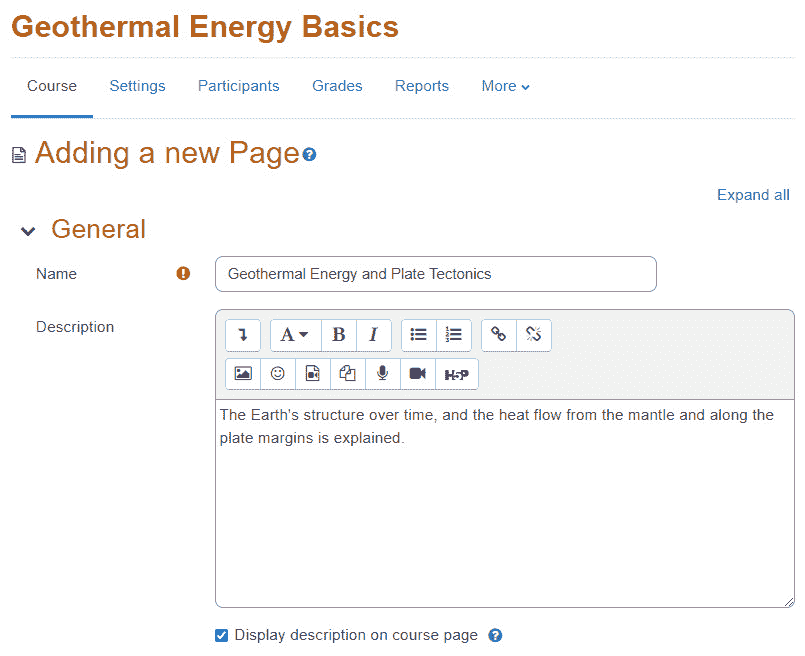 Geothermal Energy Basics
Course Settings Participants Grades Reports More
Adding a new Page
Expand all
General
Name
Geothermal Energy and Plate Tectonics
Description
A B I
H5P
The Earth's structure over time, and the heat flow from the mantle and along the
plate margins is explained.
Display description on course page